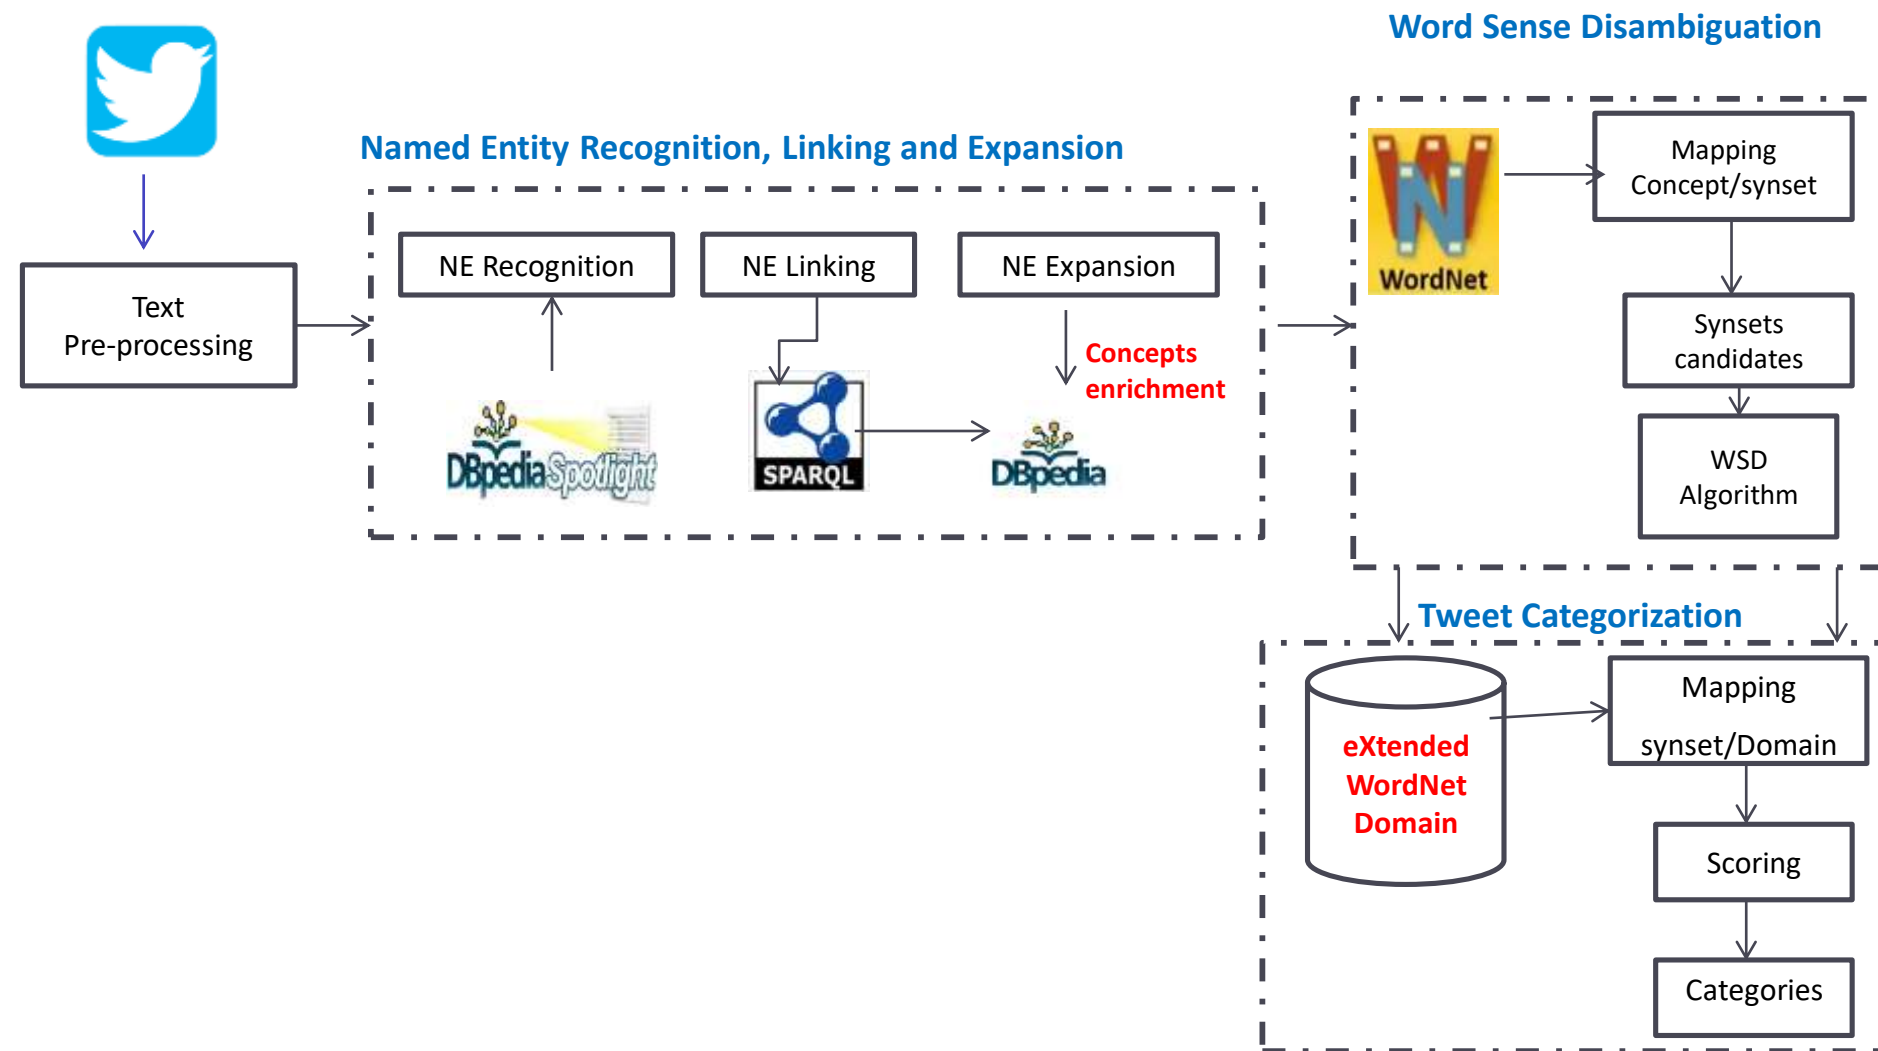 Word Sense Disambiguation
Named Entity Recognition, Linking and Expansion
Text
Pre-processing
NE Recognition
NE Linking
NE Expansion
Concepts
enrichment
DBpedia Spotlight
SPARQL
DBpedia
WordNet
Mapping
Concept/synset
Synsets
candidates
WSD
Algorithm
Tweet Categorization
eXtended
WordNet
Domain
Mapping
synset/Domain
Scoring
Categories